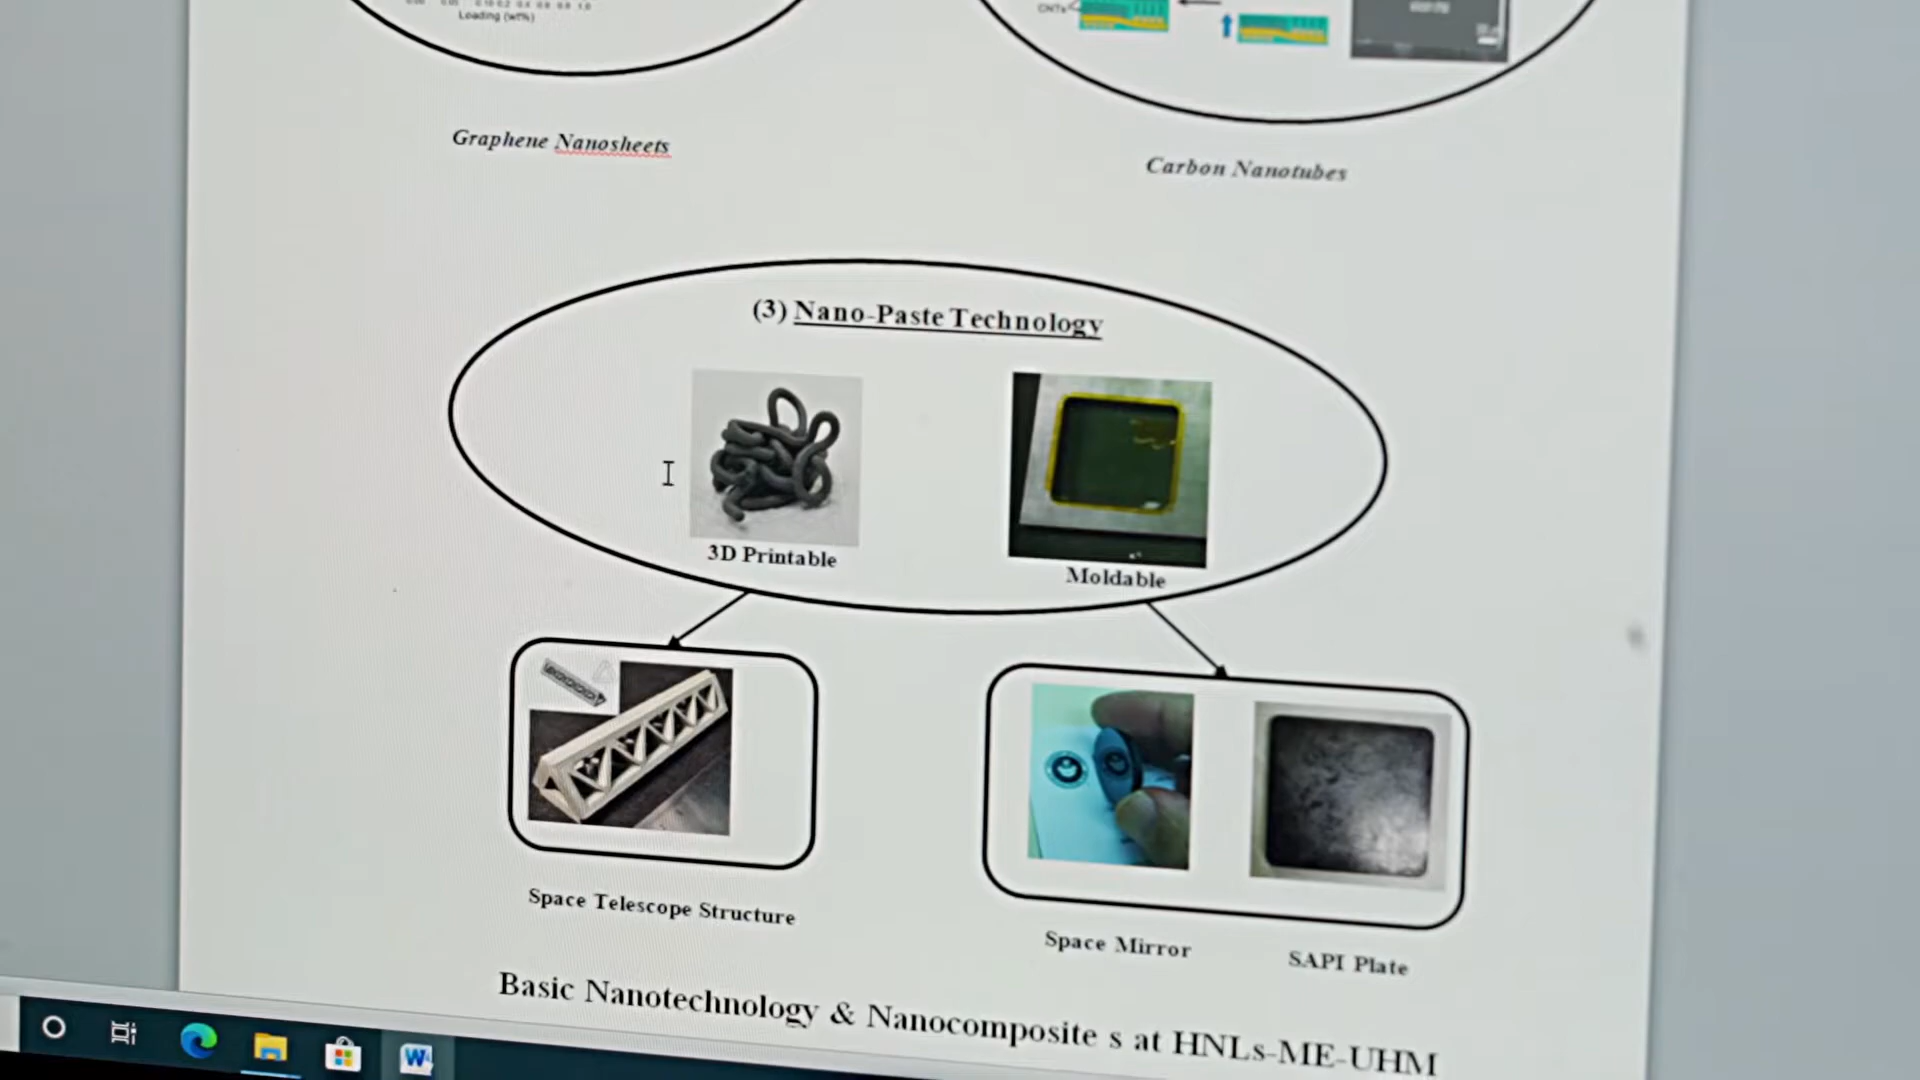 Loading (wt%)
CNTs
Graphene Nanosheets
Carbon Nanotubes
(3) Nano-Paste Technology
3D Printable
Moldable
Space Telescope Structure
Space Mirror
SAPI Plate
Basic Nanotechnology & Nanocomposite s at HNLs-ME-UHM